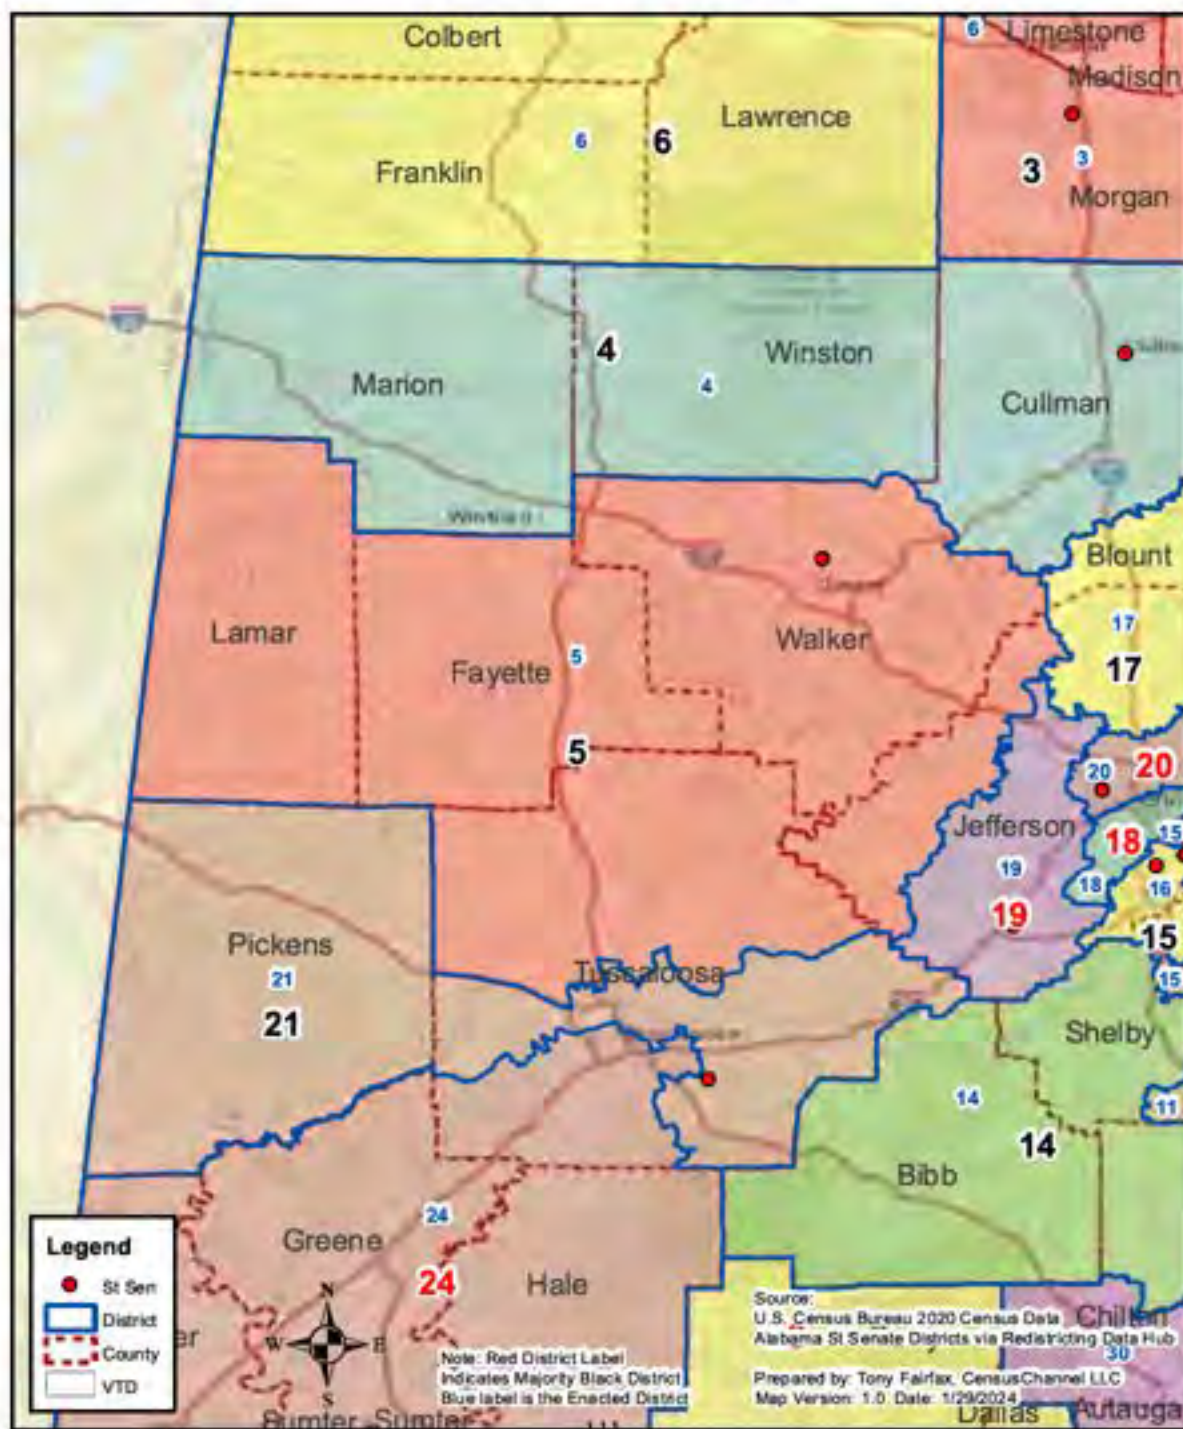 Colbert
6
Limestone
Madison
Lawrence
6
6
3
3
Franklin
Morgan
4
Winston
4
Marion
Cullman
Blount
17
17
Lamar
Walker
Fayette
5
5
20
20
Jefferson
18
15
19
18
16
19
15
15
Pickens
21
21
Tuscaloosa
Shelby
14
11
14
Bibb
24
Greene
24
Hale
Legend
St Sen
District
County
VTD
N
W
E
S
Note: Red District Label
Indicates Majority Black District
Blue label is the Enacted District
Source:
U.S. Census Bureau 2020 Census Data
Alabama St Senate Districts via Redistricting Data Hub
Prepared by: Tony Fairfax, CensusChannel LLC
Map Version: 1.0 Date: 1/29/2024
Chilton
30
Sumter Sumter
Dallas
Autauga